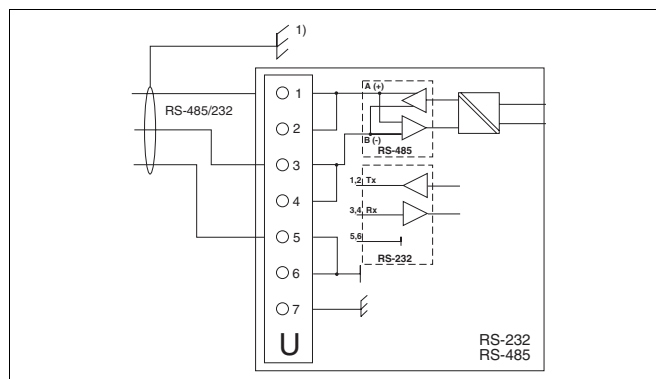 1)
RS-485/232
1
2
3
4
5
6
7
U
A (+)
B (-)
RS-485
1,2 Tx
3,4 Rx
5,6
RS-232
RS-232
RS-485